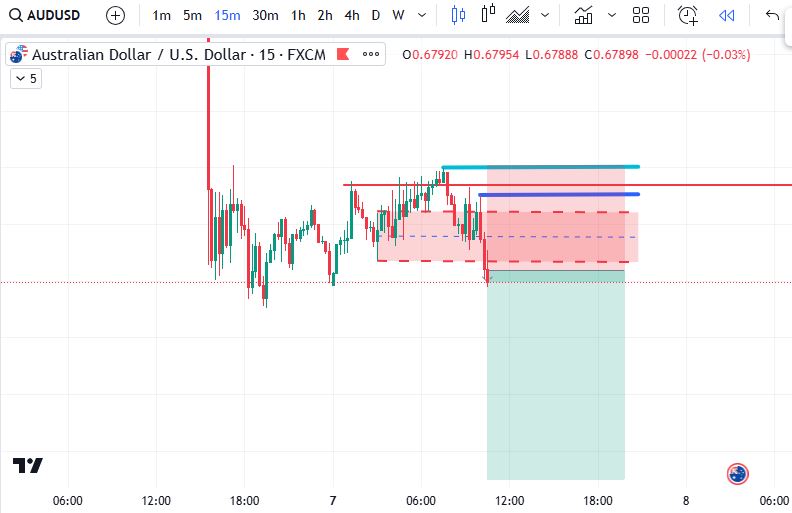 AUDUSD 1m 5m 15m 30m 1h 2h 4h D W
Australian Dollar / U.S. Dollar · 15 · FXCM O0.67920 H0.67954 L0.67888 C0.67898 −0.00022 (−0.03%)
5
06:00 12:00 18:00 7 06:00 12:00 18:00 8 06:00